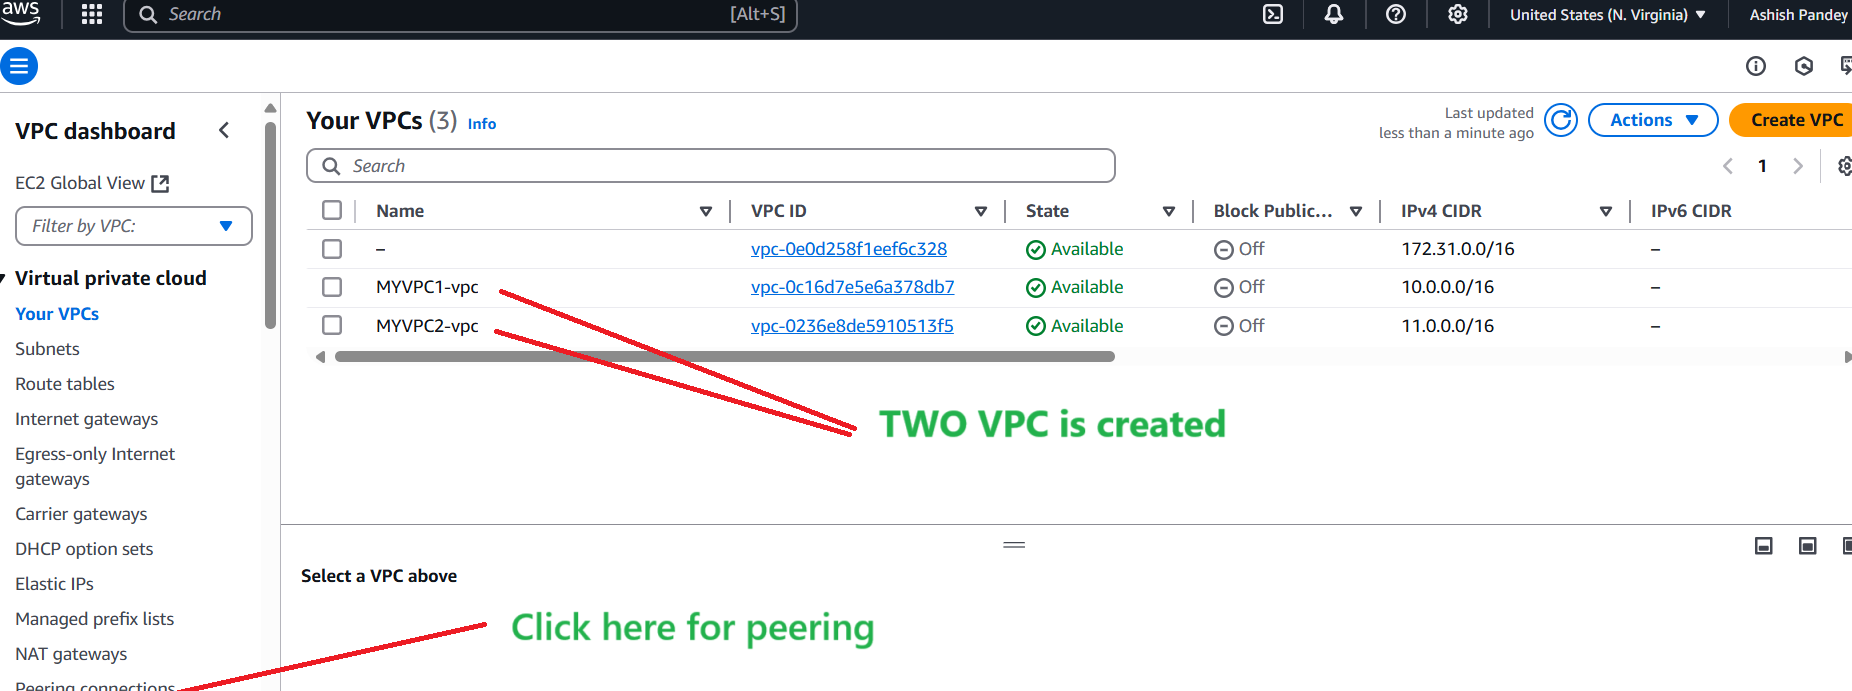 aws
Search [Alt+S] United States (N. Virginia) Ashish Pandey
VPC dashboard
EC2 Global View
Filter by VPC:
Virtual private cloud
Your VPCs
Subnets
Route tables
Internet gateways
Egress-only Internet
gateways
Carrier gateways
DHCP option sets
Elastic IPs
Managed prefix lists
NAT gateways
Peering connections
Your VPCs (3) Info
Last updated
less than a minute ago
Actions
Create VPC
Search
1
Name VPC ID State Block Public... IPv4 CIDR IPv6 CIDR
– vpc-0e0d258f1eef6c328 Available Off 172.31.0.0/16 –
MYVPC1-vpc vpc-0c16d7e5e6a378db7 Available Off 10.0.0.0/16 –
MYVPC2-vpc vpc-0236e8de5910513f5 Available Off 11.0.0.0/16 –
TWO VPC is created
Select a VPC above
Click here for peering